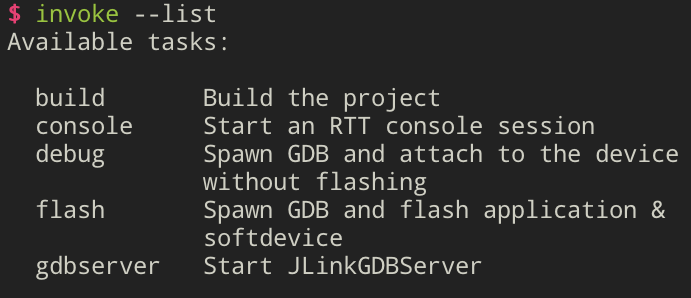 $ invoke --list
Available tasks:
build Build the project
console Start an RTT console session
debug Spawn GDB and attach to the device
without flashing
flash Spawn GDB and flash application &
softdevice
gdbserver Start JLinkGDBServer